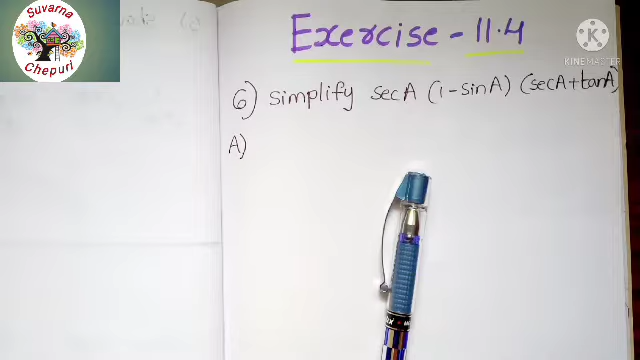 Suvarna
Chepuri
Exercise - 11.4
K
KINEMASTER
6) simplify secA (1-sinA) (secA+tanA)
A)